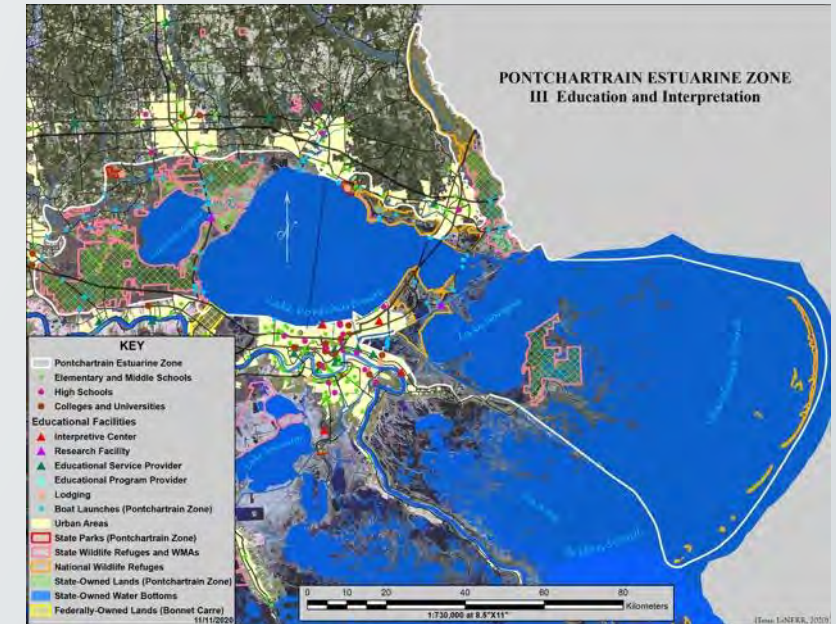 PONTCHARTRAIN ESTUARINE ZONE
III Education and Interpretation
Lake Pontchartrain
KEY
Pontchartrain Estuarine Zone
Elementary and Middle Schools
High Schools
Colleges and Universities
Educational Facilities
Interpretive Center
Research Facility
Educational Service Provider
Educational Program Provider
Lodging
Boat Launches (Pontchartrain Zone)
Urban Areas
State Parks (Pontchartrain Zone)
State Wildlife Refuges and WMAs
National Wildlife Refuges
State-Owned Lands (Pontchartrain Zone)
State-Owned Water Bottoms
Federally-Owned Lands (Bonnet Carre)
11/11/2020
0 10 20 40 60 80
Kilometers
1:730,000 at 8.5"X11"